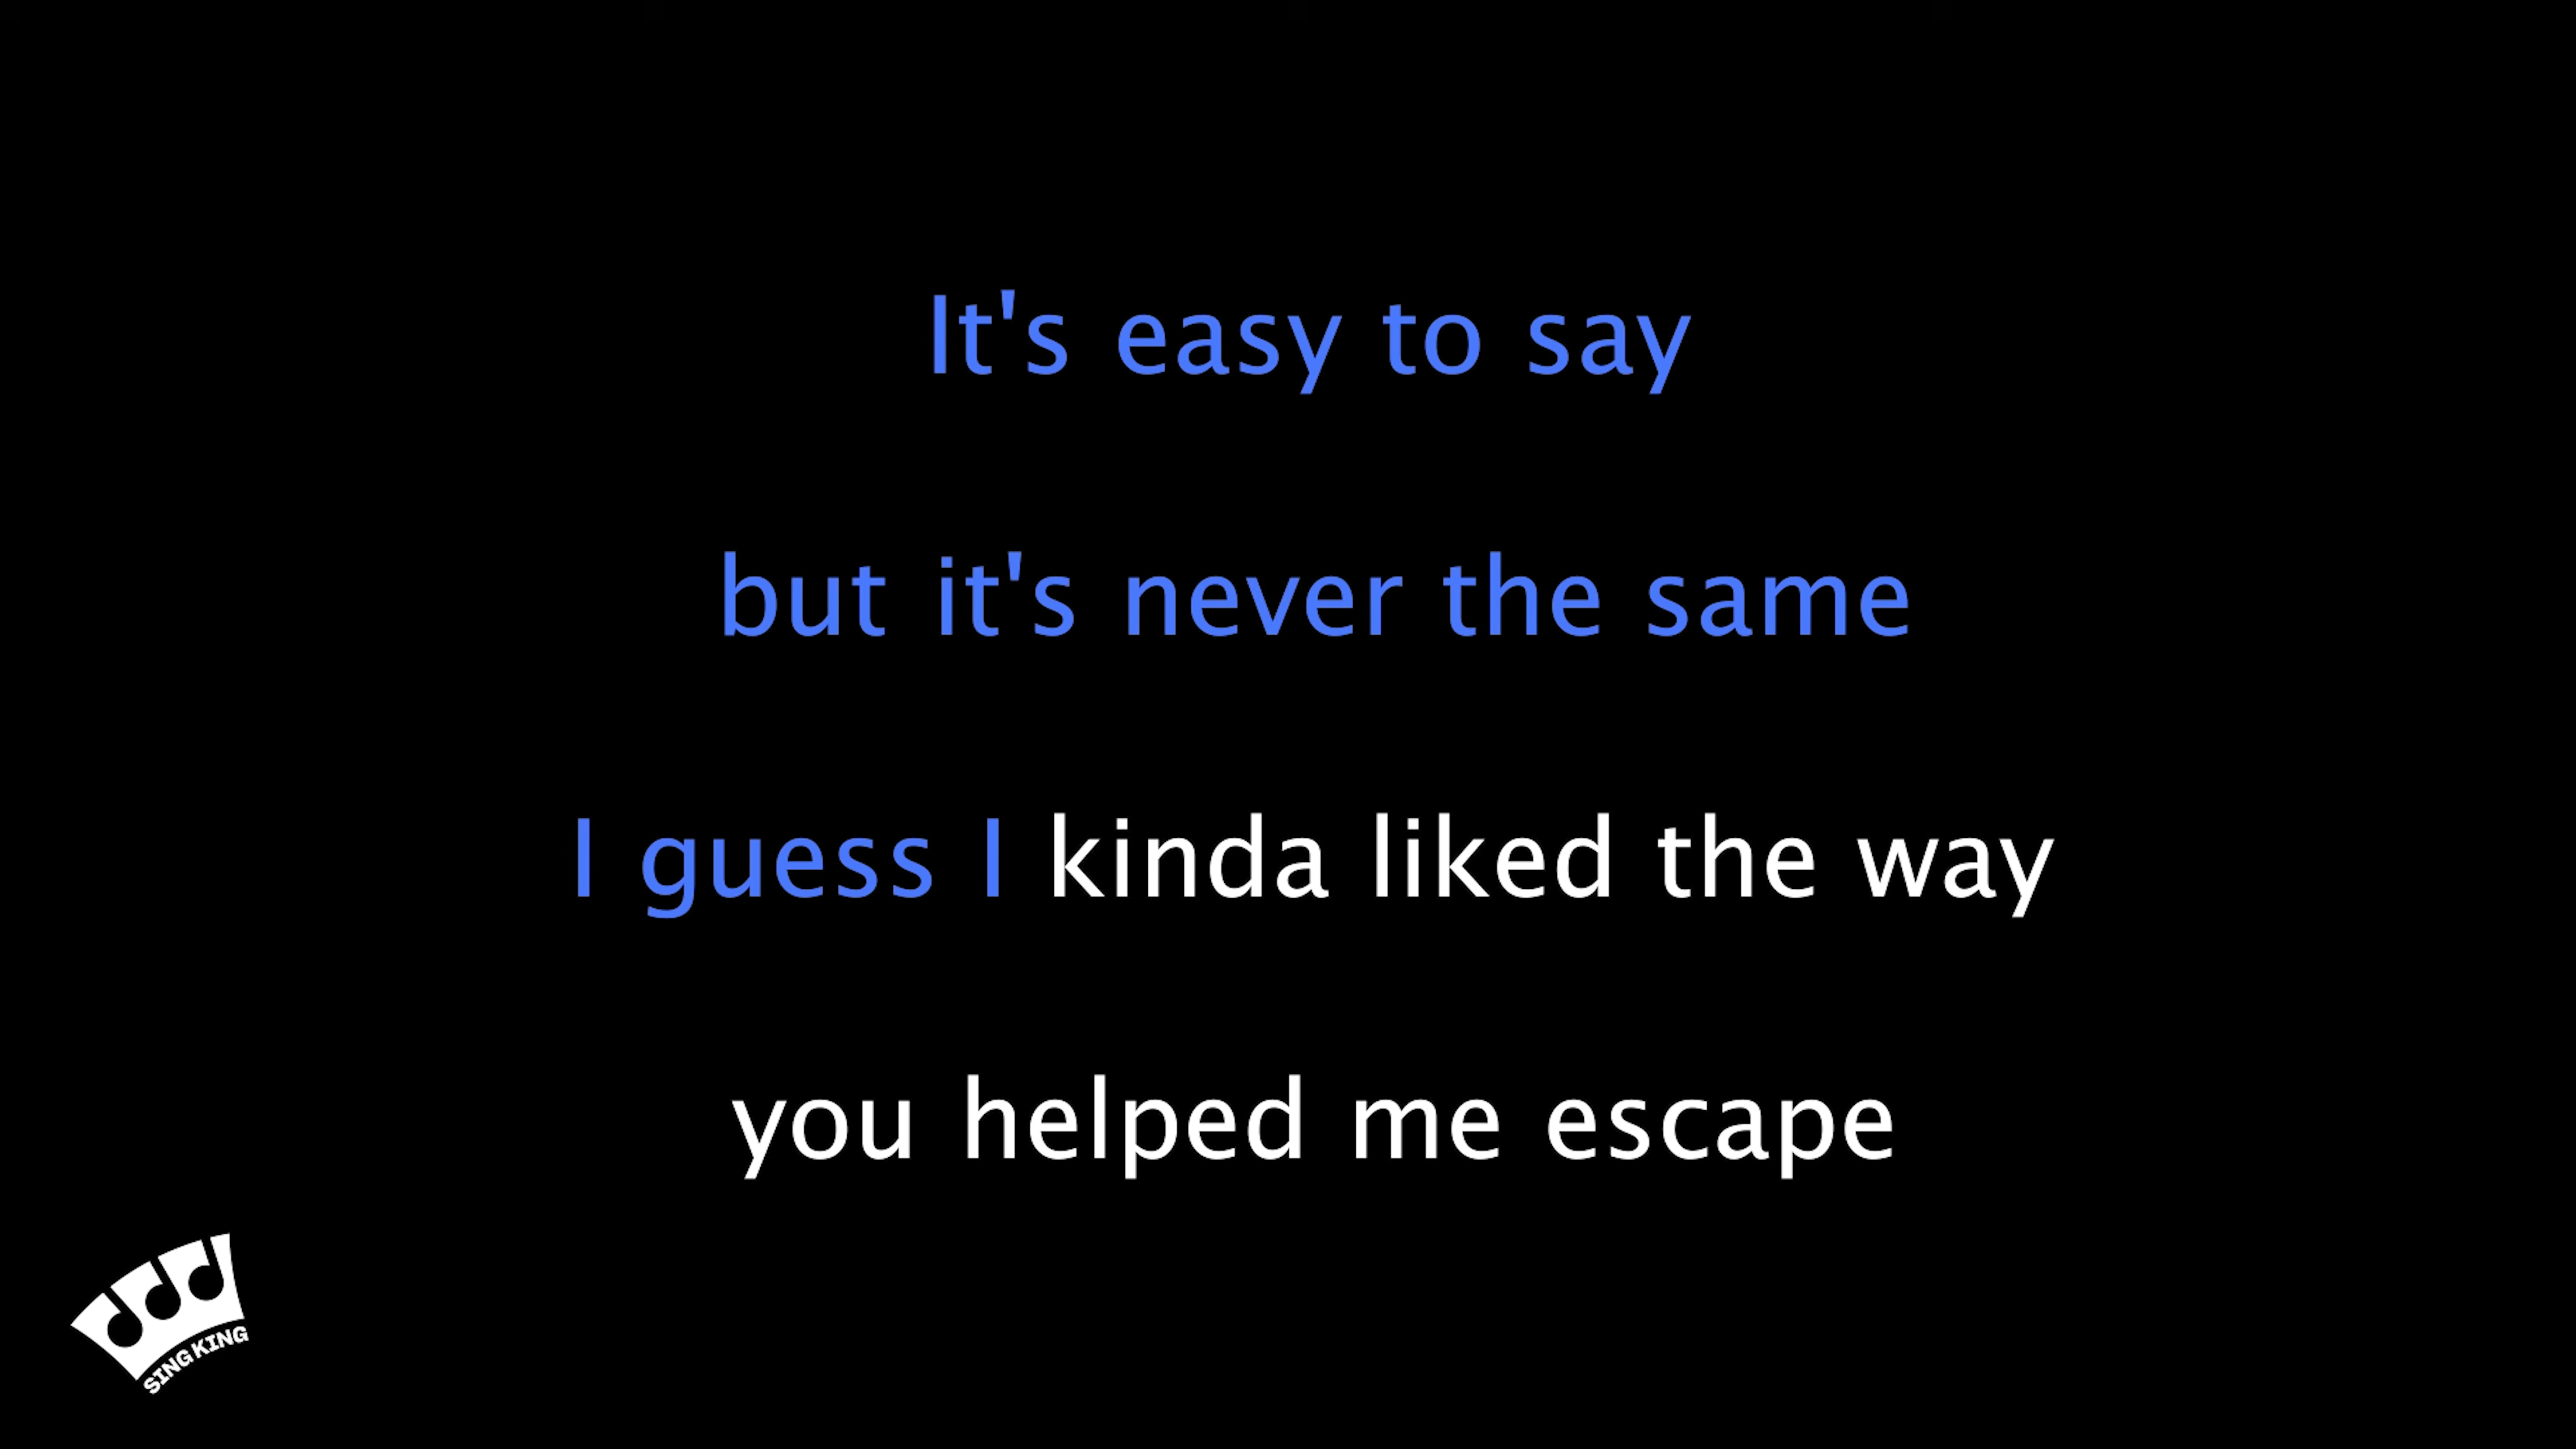 It's easy to say
but it's never the same
I guess I kinda liked the way
you helped me escape
SING KING